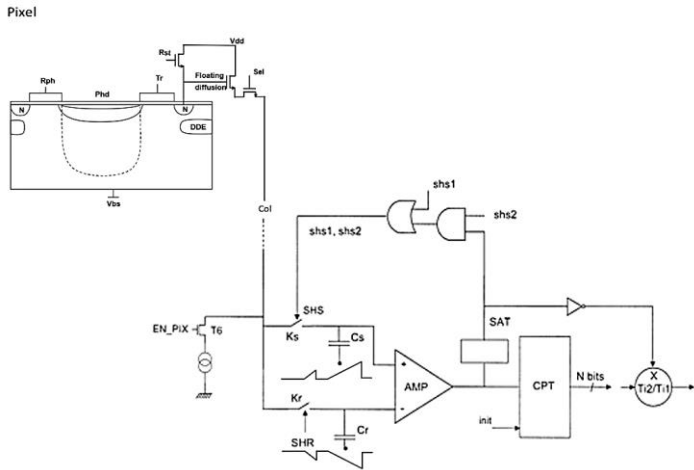 Pixel
Vdd
Rst
Sel
Rph
Phd
Tr
Floating
diffusion
N
N
DDE
Vbs
Col
shs1
shs2
shs1, shs2
SHS
EN_PIX
T6
Ks
Cs
SAT
AMP
+
-
CPT
N bits
X
Ti2/Ti1
Kr
Cr
init
SHR